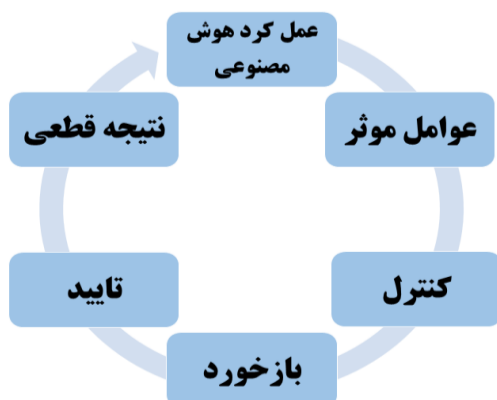 عمل کرد هوش
مصنوعی
عوامل موثر
کنترل
بازخورد
تایید
نتیجه قطعی